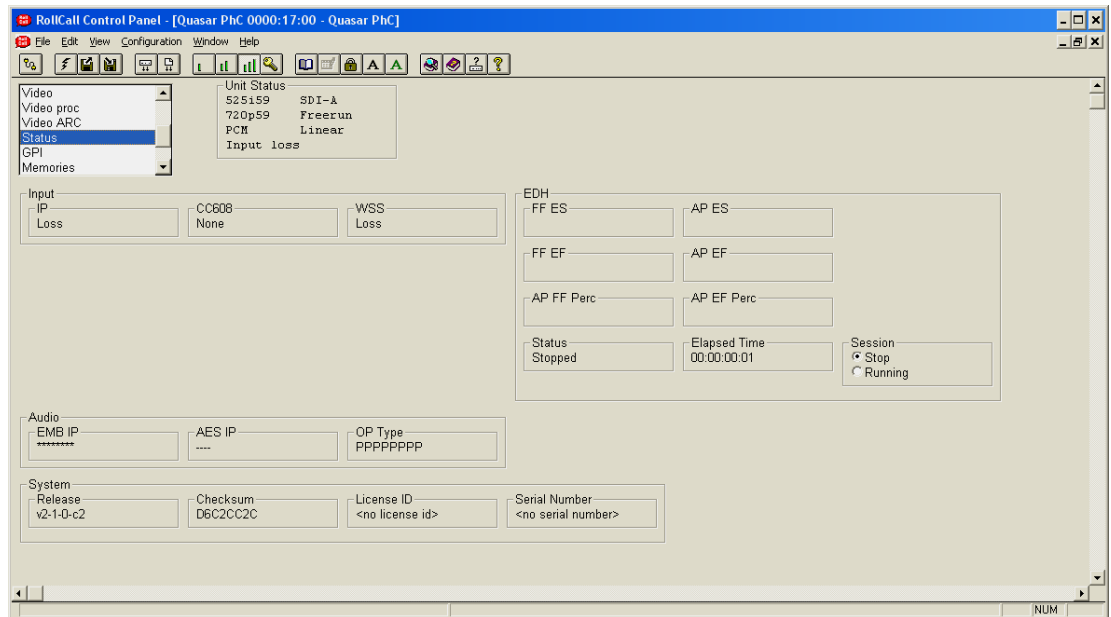 RollCall Control Panel - [Quasar PhC 0000:17:00 - Quasar PhC]
File Edit View Configuration Window Help
Video
Video proc
Video ARC
Status
GPI
Memories
Unit Status
525i59 SDI-A
720p59 Freerun
PCM Linear
Input loss
Input
IP
Loss
CC608
None
WSS
Loss
EDH
FF ES
AP ES
FF EF
AP EF
AP FF Perc
AP EF Perc
Status
Stopped
Elapsed Time
00:00:00:01
Session
Stop
Running
Audio
EMB IP
********
AES IP
----
OP Type
PPPPPPPP
System
Release
v2-1-0-c2
Checksum
D6C2CC2C
License ID
<no license id>
Serial Number
<no serial number>
NUM